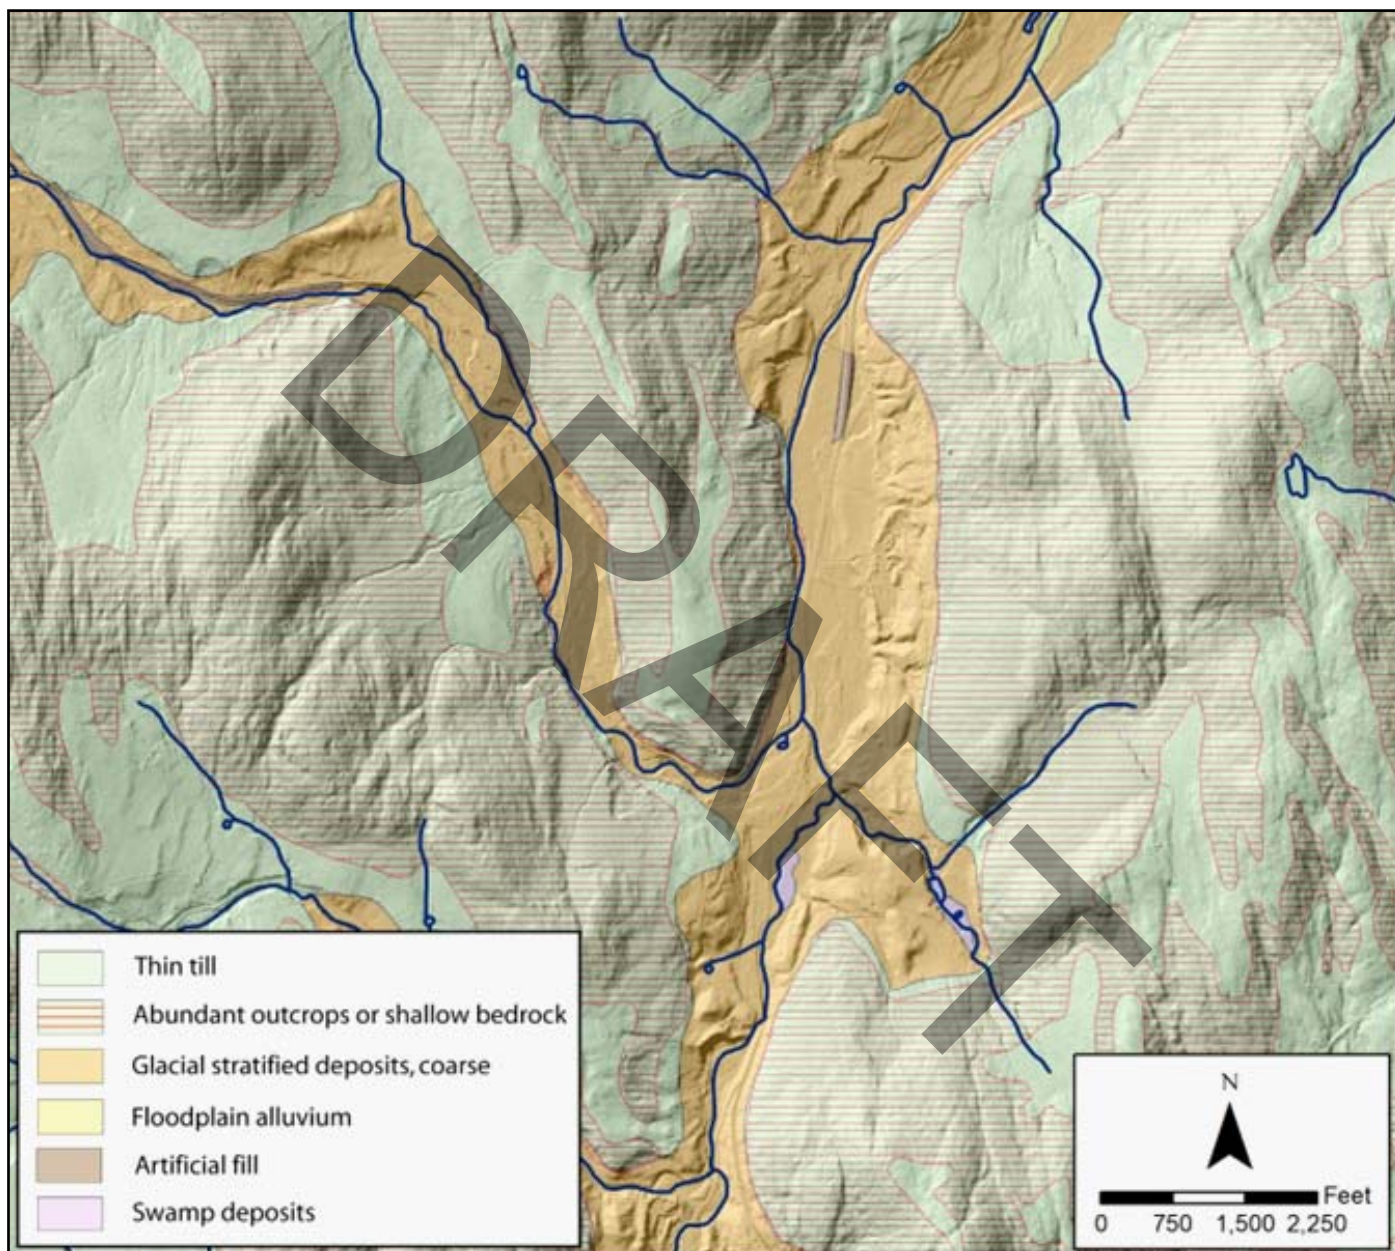 DRAFT
Thin till
Abundant outcrops or shallow bedrock
Glacial stratified deposits, coarse
Floodplain alluvium
Artificial fill
Swamp deposits
N
Feet
0 750 1,500 2,250